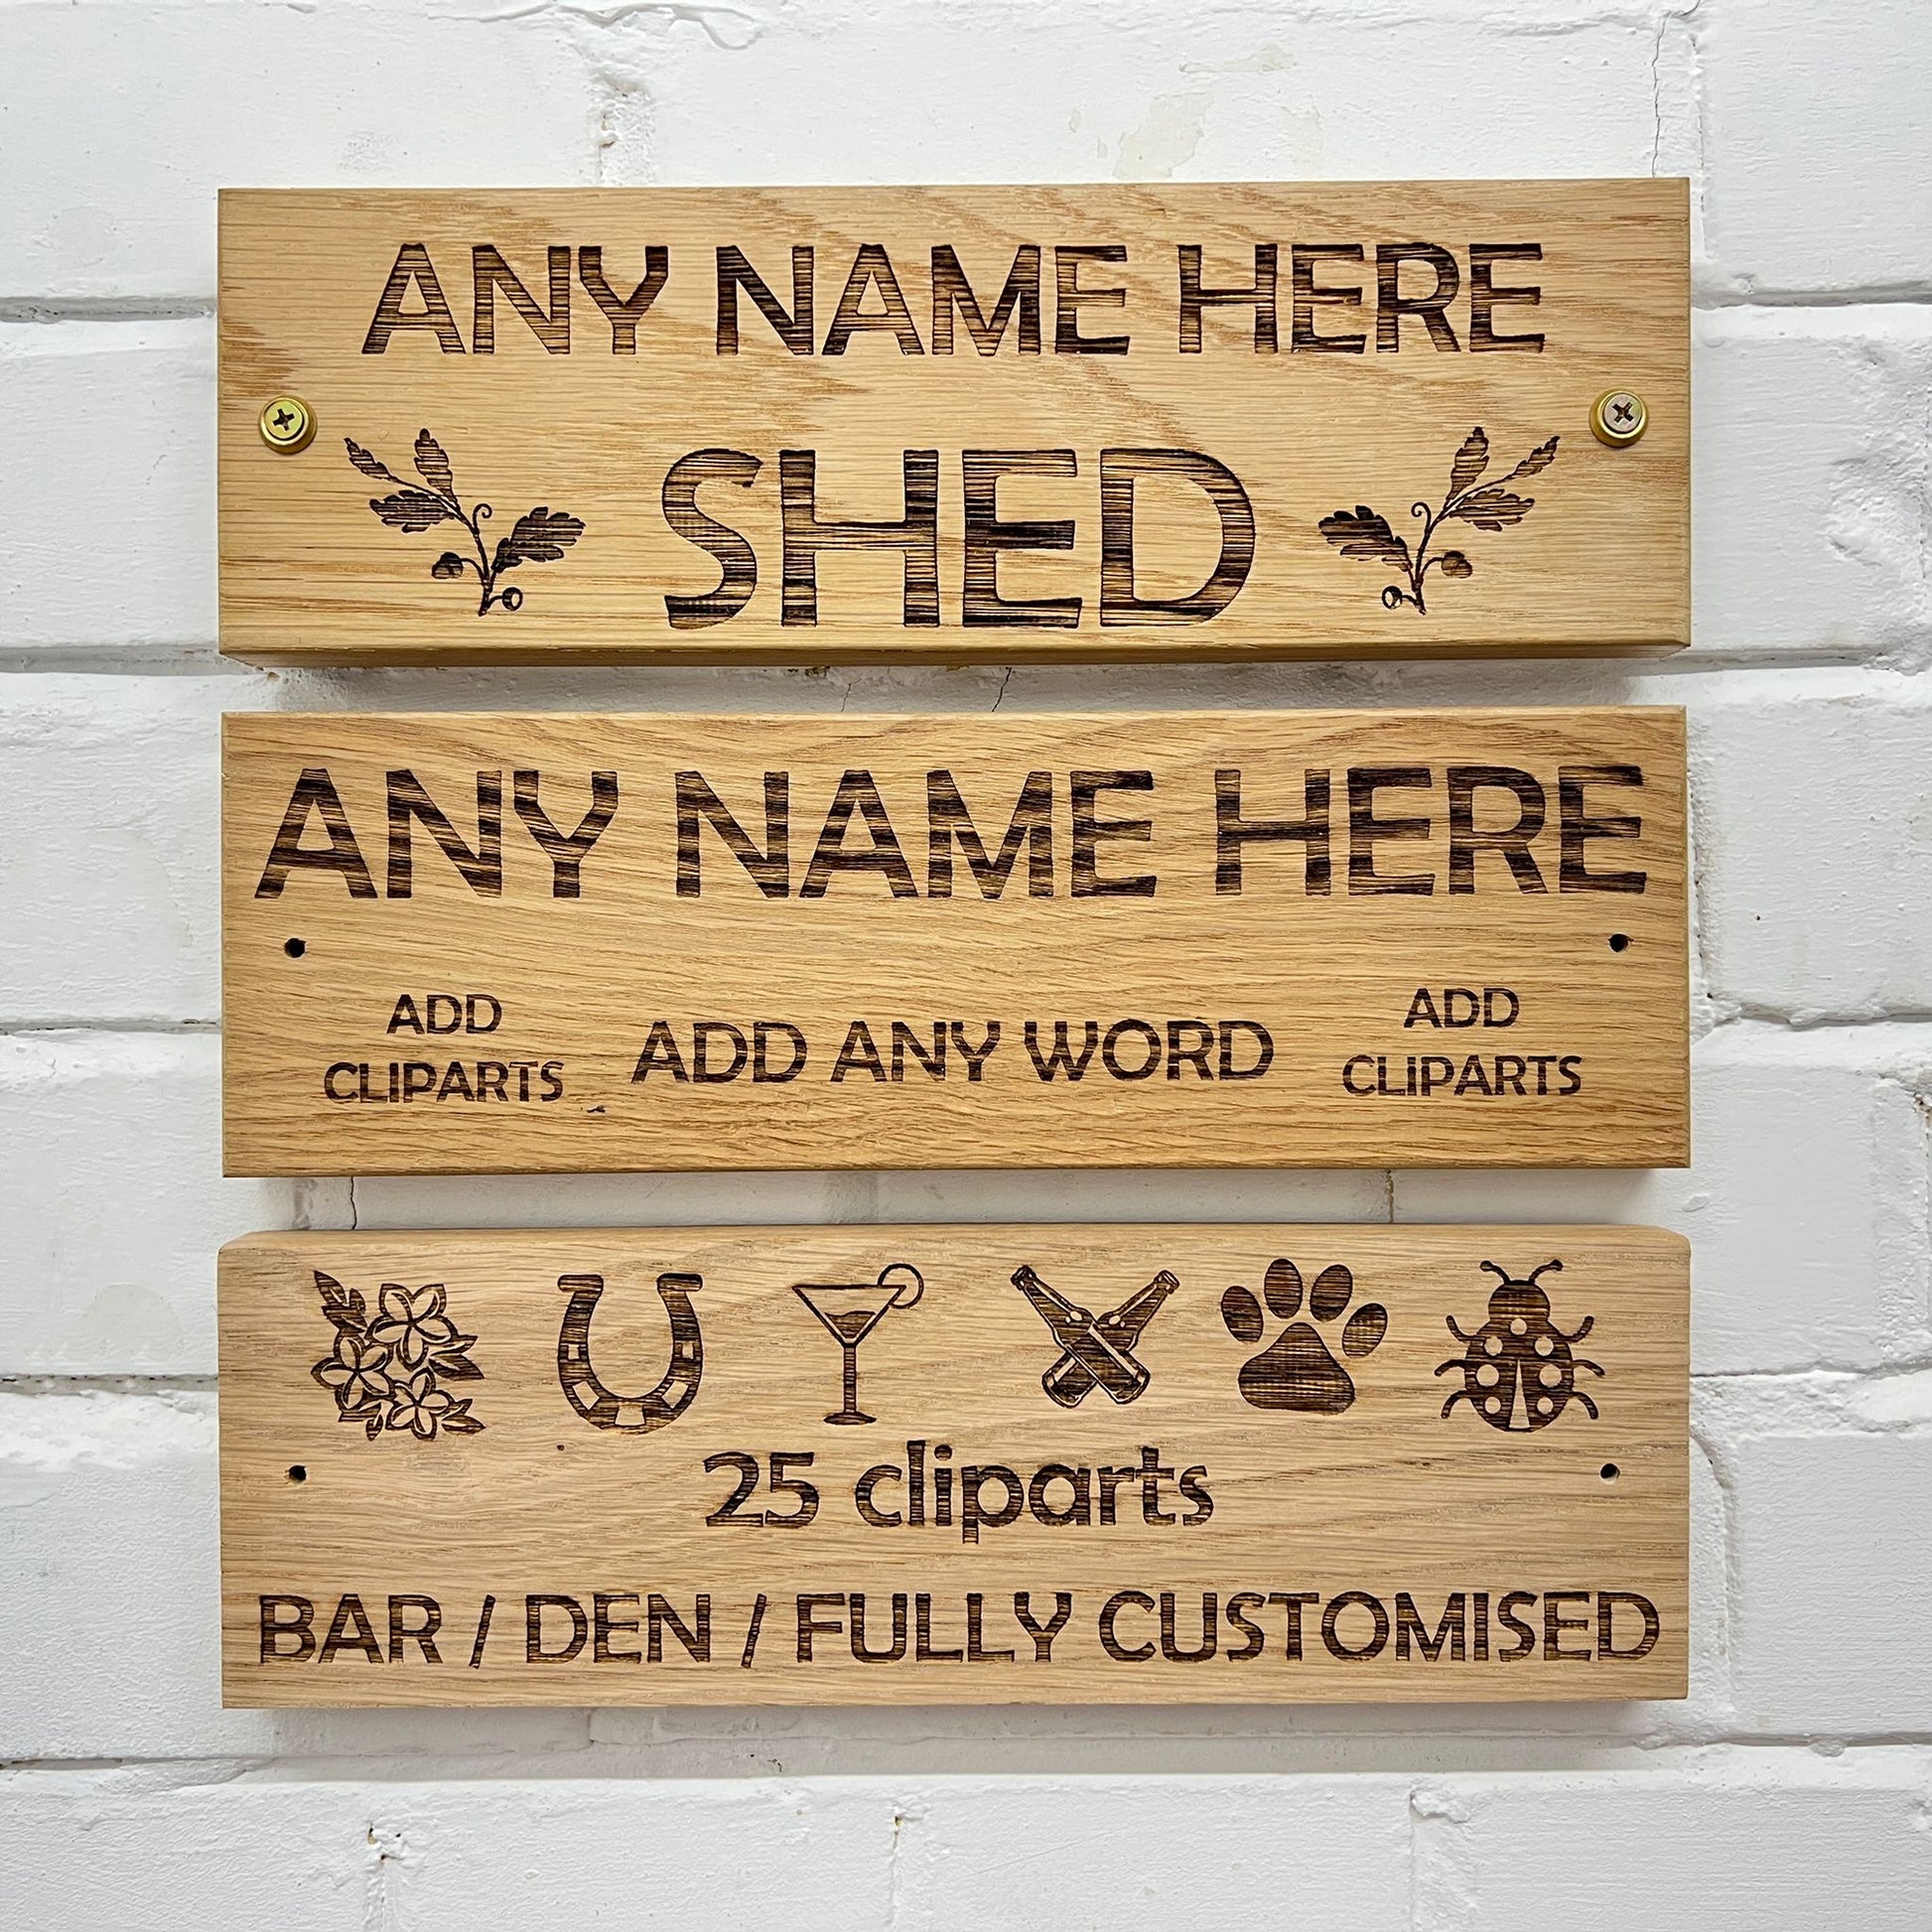 ANY NAME HERE
SHED
ANY NAME HERE
ADD
CLIPARTS
ADD ANY WORD
ADD
CLIPARTS
25 cliparts
BAR / DEN / FULLY CUSTOMISED